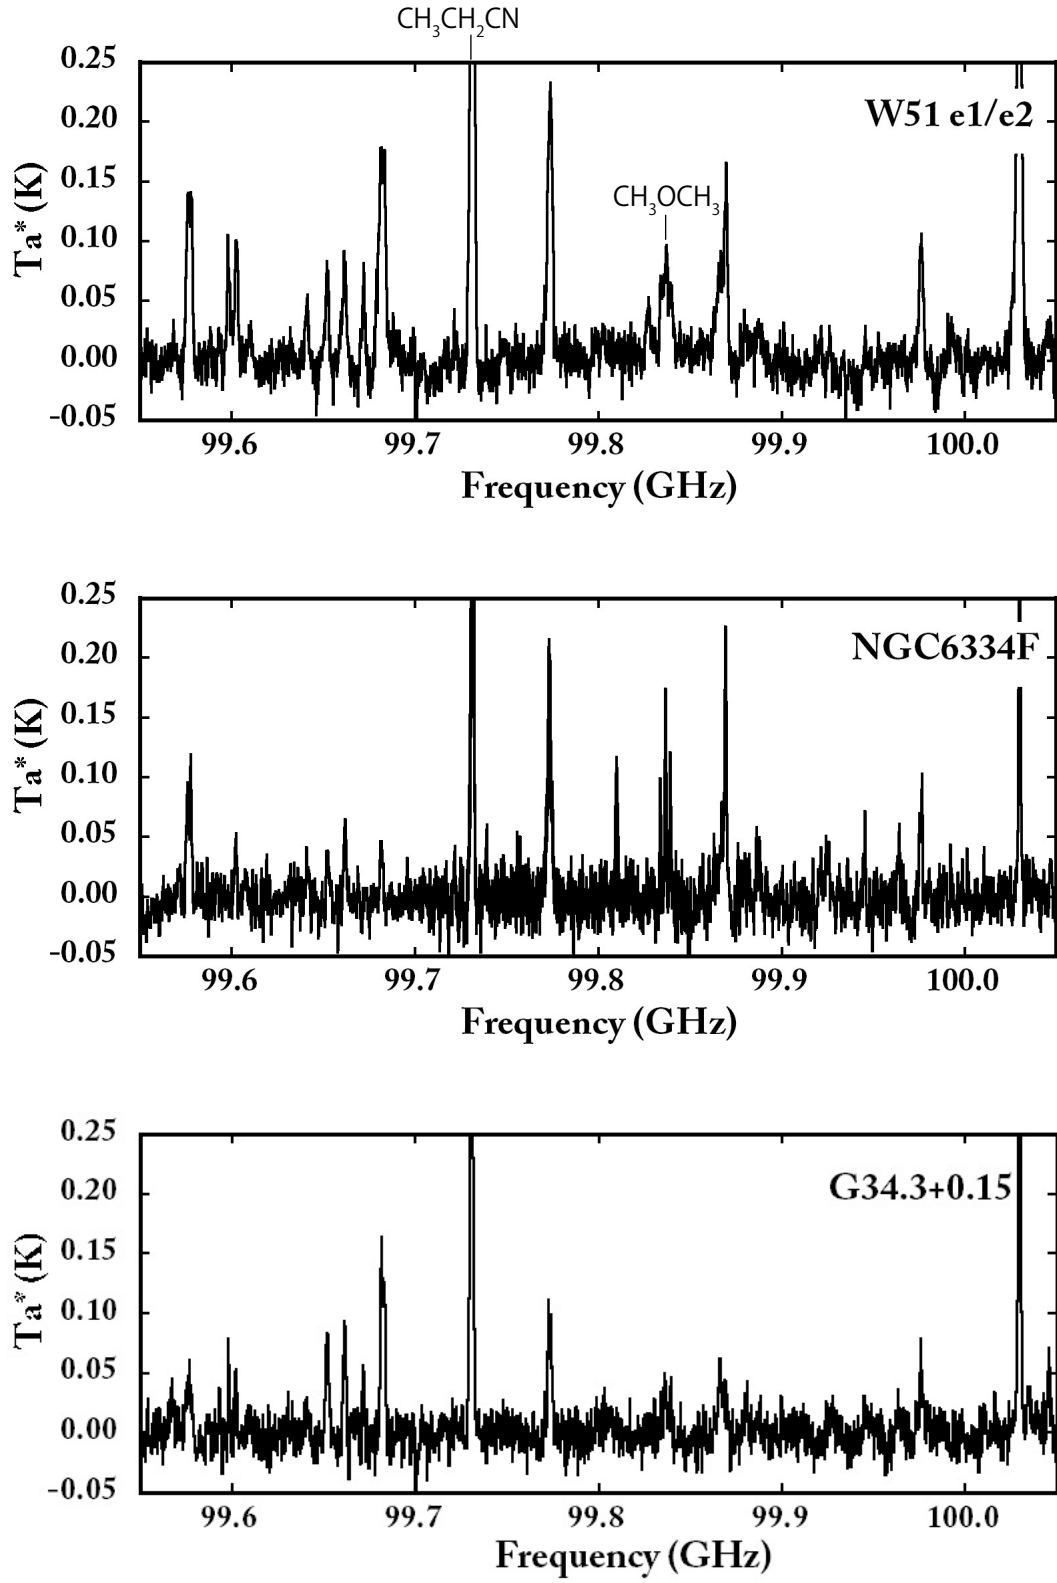 CH₃CH₂CN
0.25
W51 e1/e2
0.20
0.15
CH₃OCH₃
0.10
0.05
0.00
-0.05
Ta* (K)
99.6 99.7 99.8 99.9 100.0
Frequency (GHz)
0.25
NGC6334F
0.20
0.15
0.10
0.05
0.00
-0.05
Ta* (K)
99.6 99.7 99.8 99.9 100.0
Frequency (GHz)
0.25
G34.3+0.15
0.20
0.15
0.10
0.05
0.00
-0.05
Ta* (K)
99.6 99.7 99.8 99.9 100.0
Frequency (GHz)